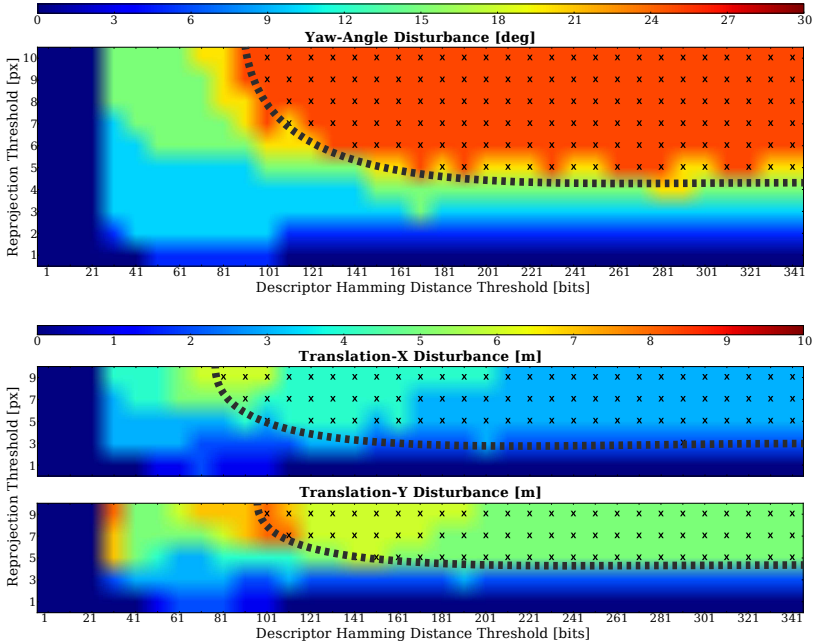 0 3 6 9 12 15 18 21 24 27 30
Yaw-Angle Disturbance [deg]
Reprojection Threshold [px]
10
9
8
7
6
5
4
3
2
1
1 21 41 61 81 101 121 141 161 181 201 221 241 261 281 301 321 341
Descriptor Hamming Distance Threshold [bits]
0 1 2 3 4 5 6 7 8 9 10
Translation-X Disturbance [m]
Reprojection Threshold [px]
9
7
5
3
1
Translation-Y Disturbance [m]
9
7
5
3
1
1 21 41 61 81 101 121 141 161 181 201 221 241 261 281 301 321 341
Descriptor Hamming Distance Threshold [bits]